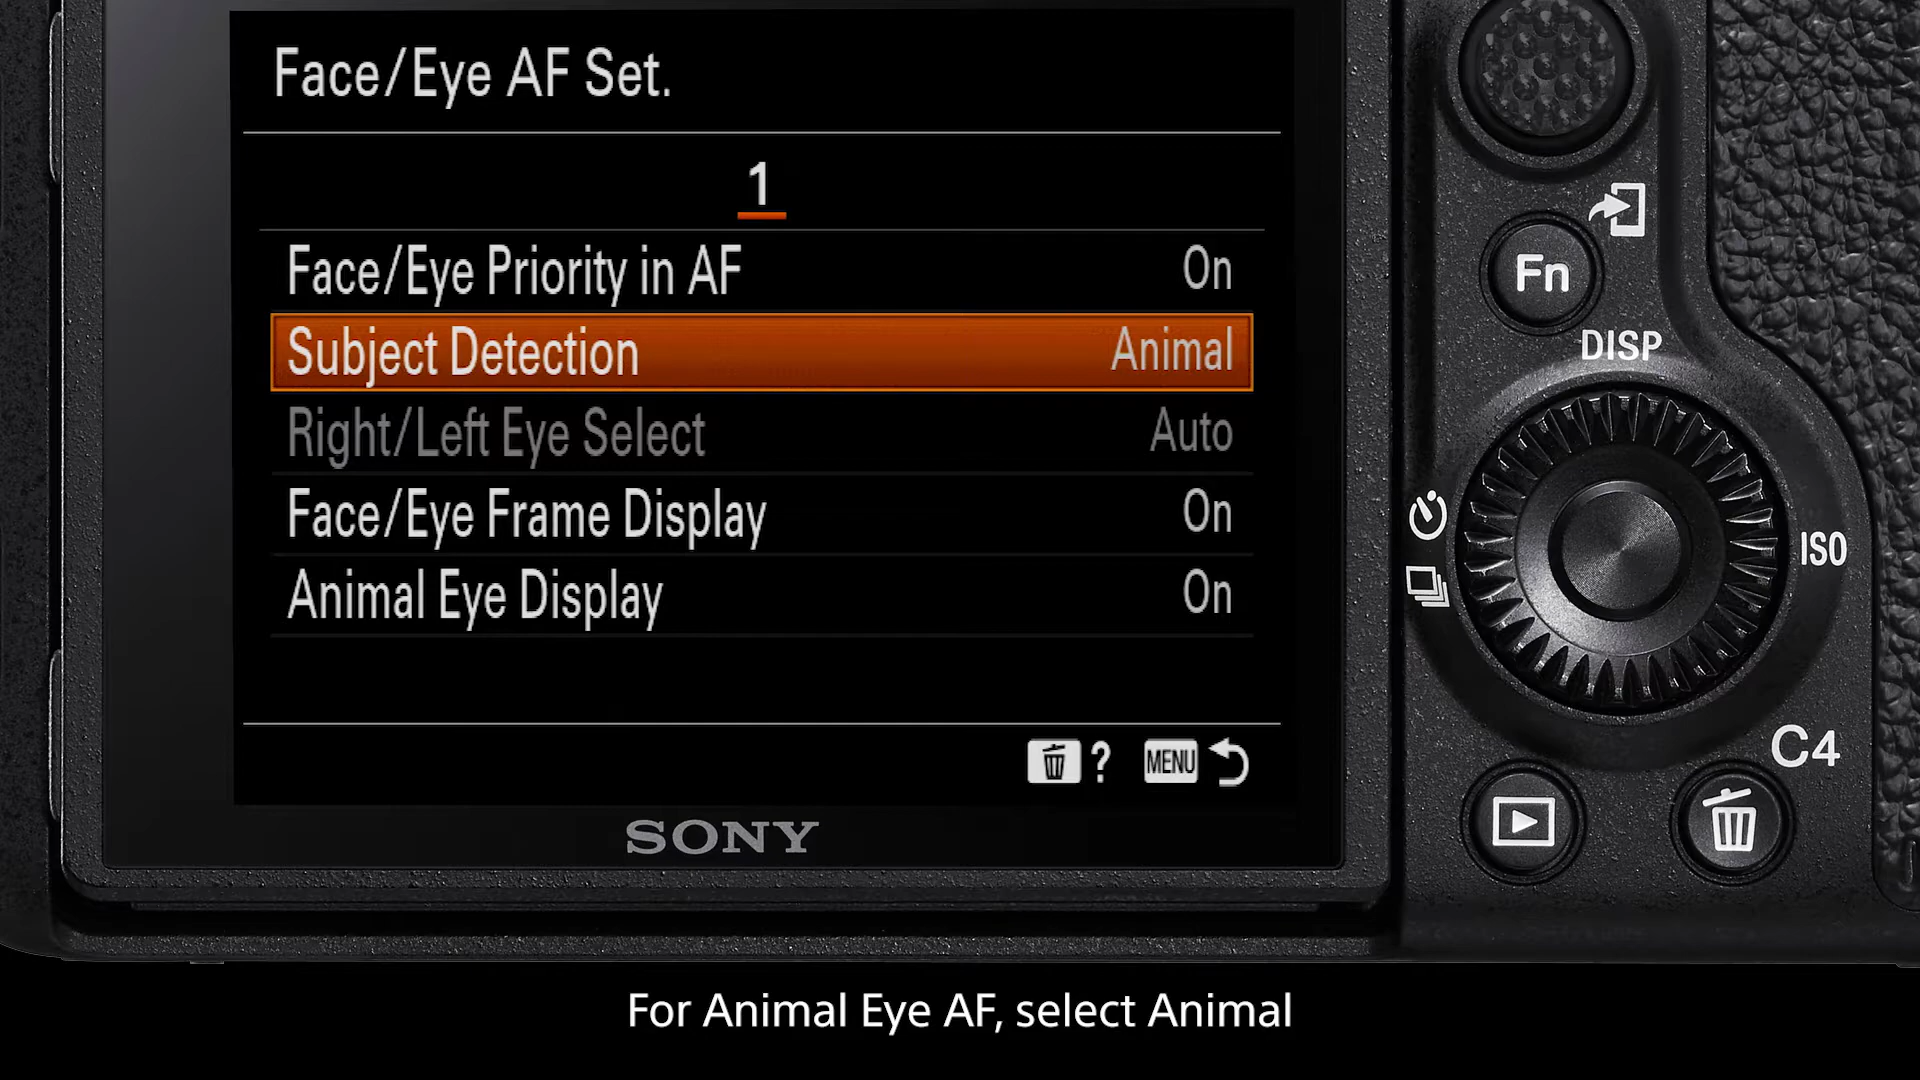 Face/Eye AF Set.
1
Face/Eye Priority in AF On
Subject Detection Animal
Right/Left Eye Select Auto
Face/Eye Frame Display On
Animal Eye Display On
? MENU
SONY
Fn
DISP
ISO
C4
For Animal Eye AF, select Animal